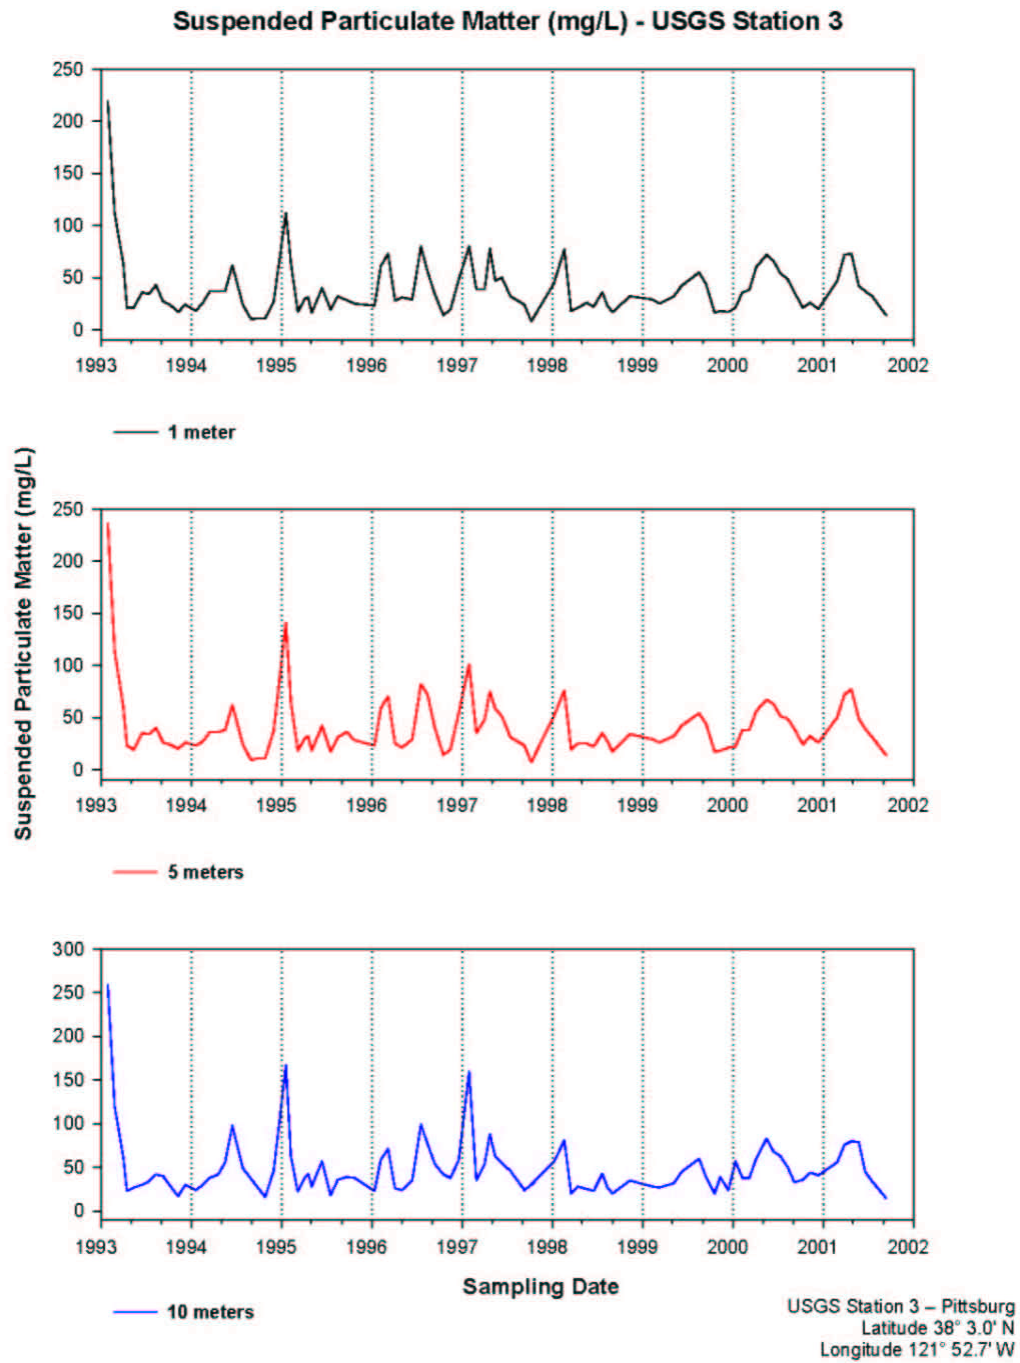 Suspended Particulate Matter (mg/L) - USGS Station 3
250
200
150
100
50
0
1993 1994 1995 1996 1997 1998 1999 2000 2001 2002
1 meter
Suspended Particulate Matter (mg/L)
250
200
150
100
50
0
1993 1994 1995 1996 1997 1998 1999 2000 2001 2002
5 meters
300
250
200
150
100
50
0
1993 1994 1995 1996 1997 1998 1999 2000 2001 2002
Sampling Date
10 meters
USGS Station 3 – Pittsburg
Latitude 38° 3.0' N
Longitude 121° 52.7' W